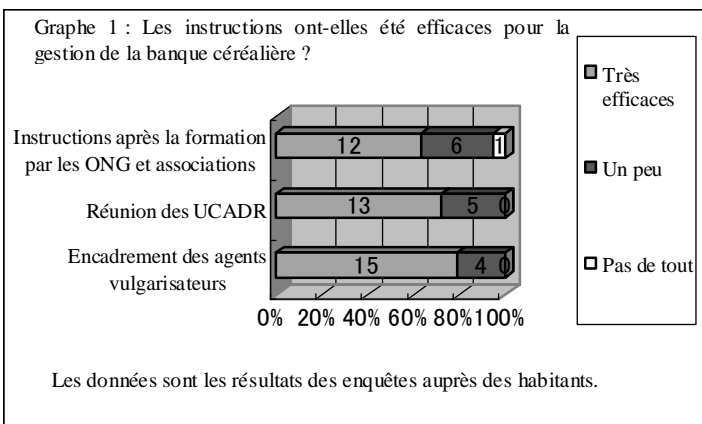 Graphe 1 : Les instructions ont-elles été efficaces pour la
gestion de la banque céréalière ?
Très
efficaces
Un peu
Pas de tout
Instructions après la formation
par les ONG et associations
12 6 1
Réunion des UCADR
13 5 0
Encadrement des agents
vulgarisateurs
15 4 0
0% 20% 40% 60% 80% 100%
Les données sont les résultats des enquêtes auprès des habitants.